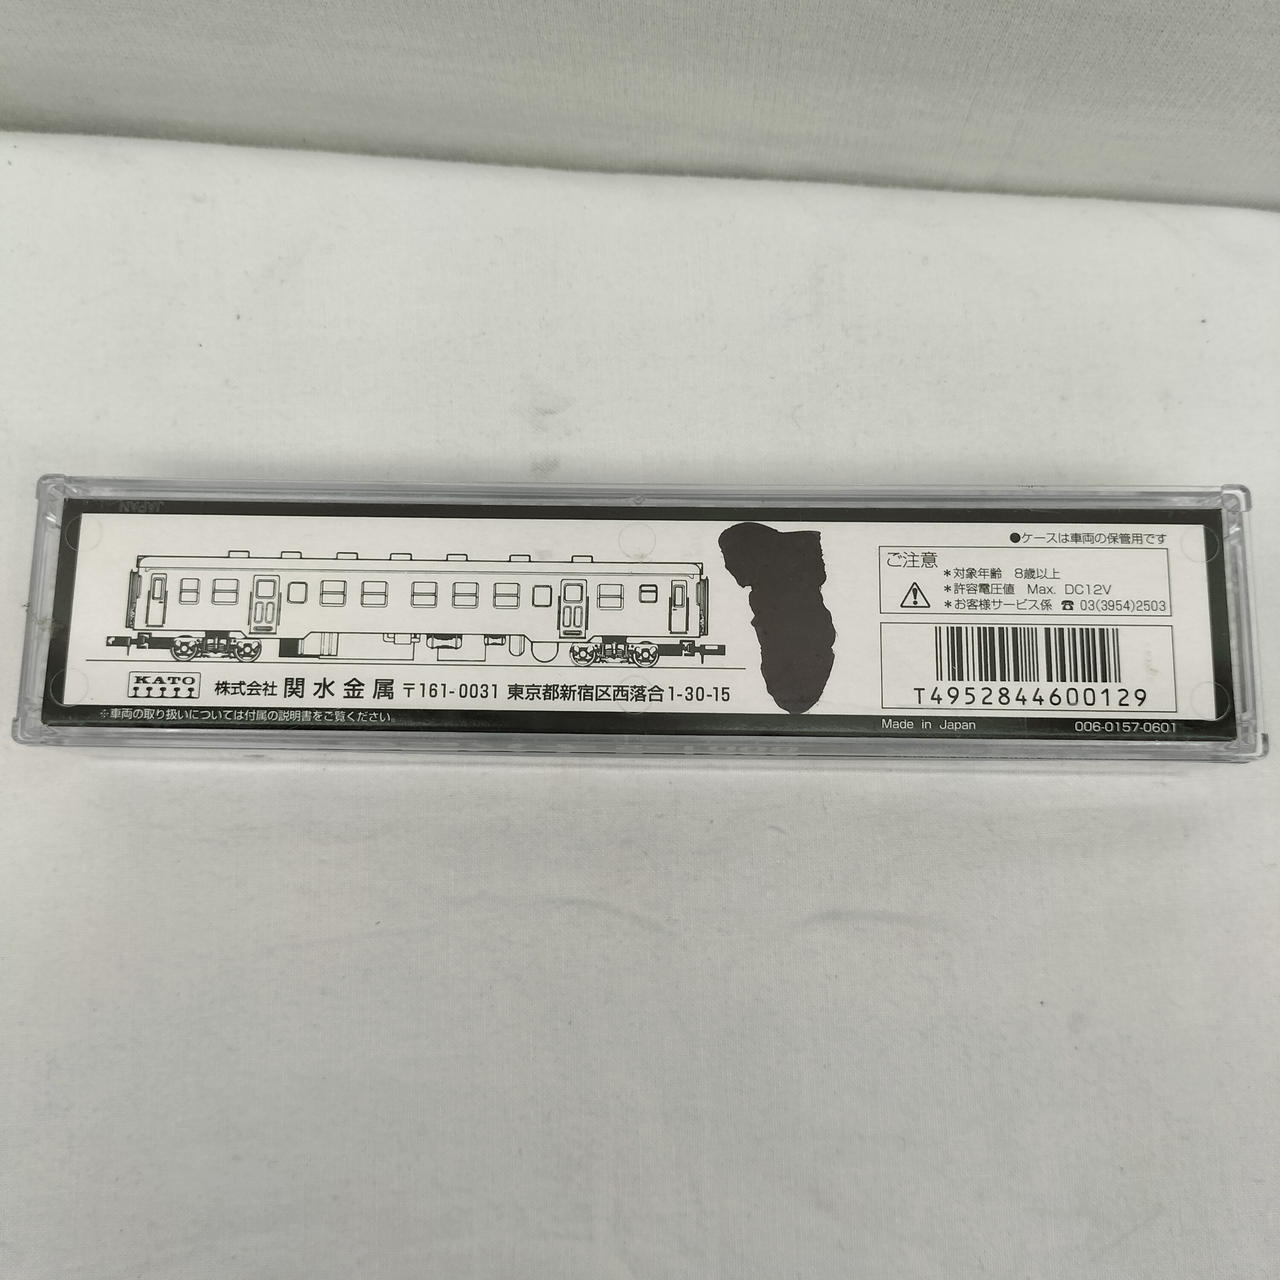 ●ケースは車両の保管用です
ご注意
＊対象年齢　8歳以上
＊許容電圧値　Max. DC12V
＊お客様サービス係 ☎ 03(3954)2503
KATO
株式会社 関水金属 〒161-0031 東京都新宿区西落合1-30-15
T4952844600129
※車両の取り扱いについては付属の説明書をご覧ください。
Made in Japan
006-0157-0601
JAPAN